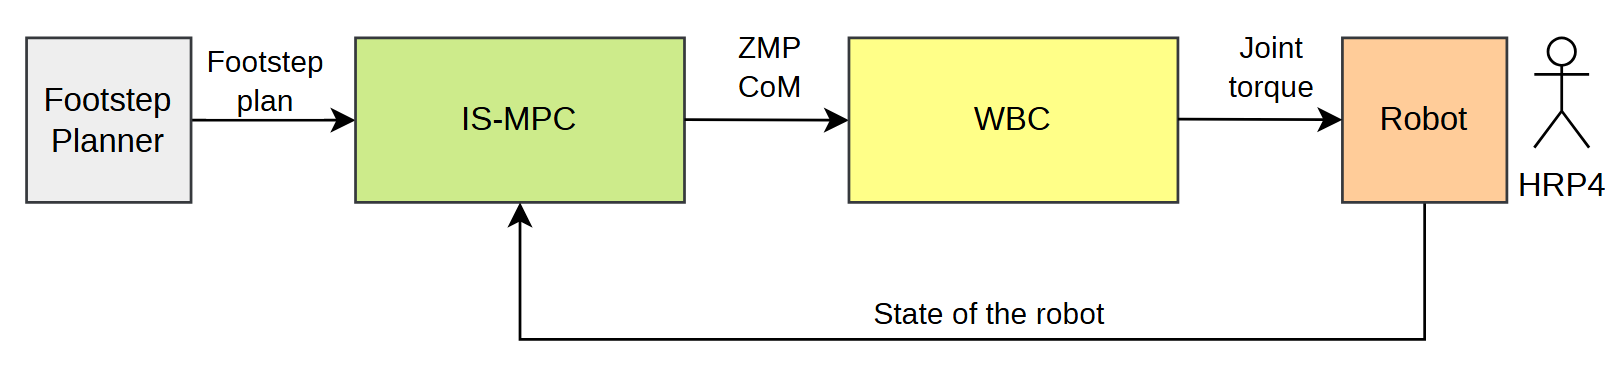 Footstep
Planner
Footstep
plan
IS-MPC
ZMP
CoM
WBC
Joint
torque
Robot
HRP4
State of the robot